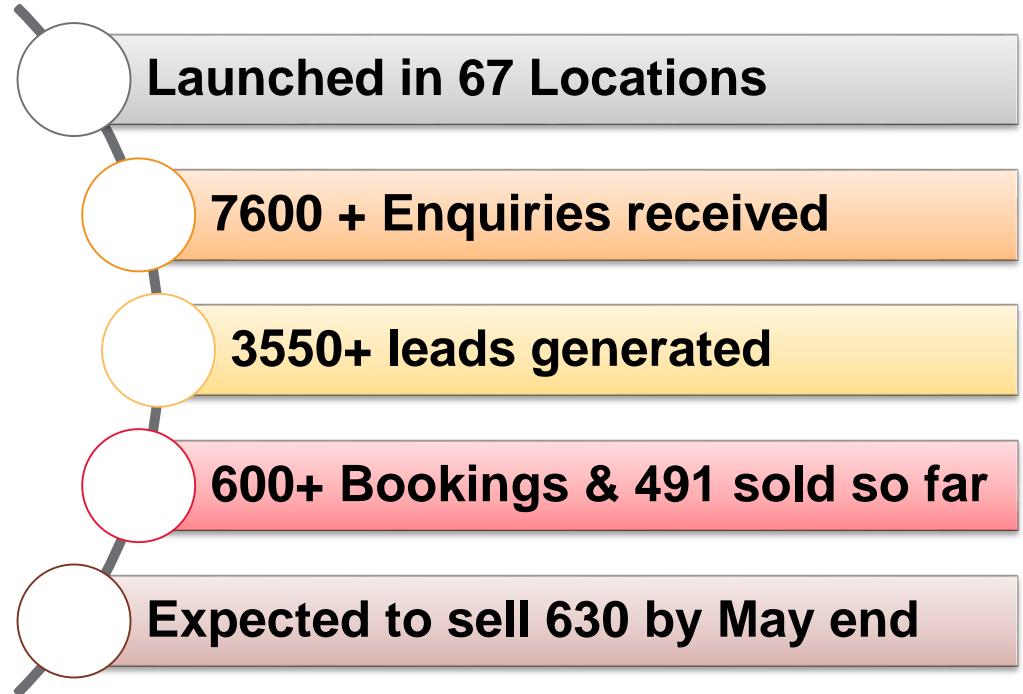 Launched in 67 Locations
7600 + Enquiries received
3550+ leads generated
600+ Bookings & 491 sold so far
Expected to sell 630 by May end